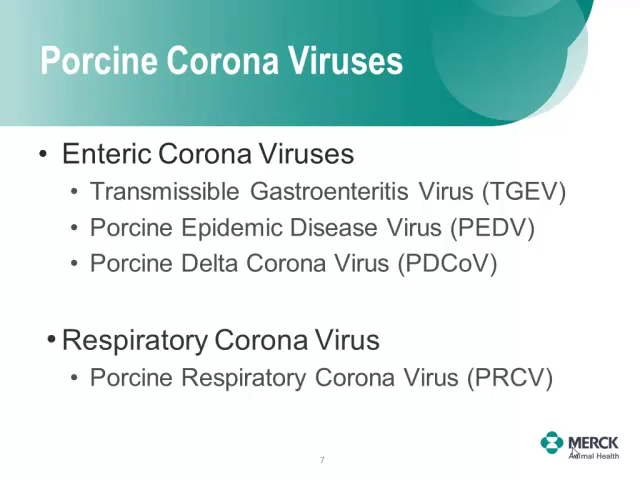 Porcine Corona Viruses
• Enteric Corona Viruses
• Transmissible Gastroenteritis Virus (TGEV)
• Porcine Epidemic Disease Virus (PEDV)
• Porcine Delta Corona Virus (PDCoV)
• Respiratory Corona Virus
• Porcine Respiratory Corona Virus (PRCV)
MERCK
Animal Health
7